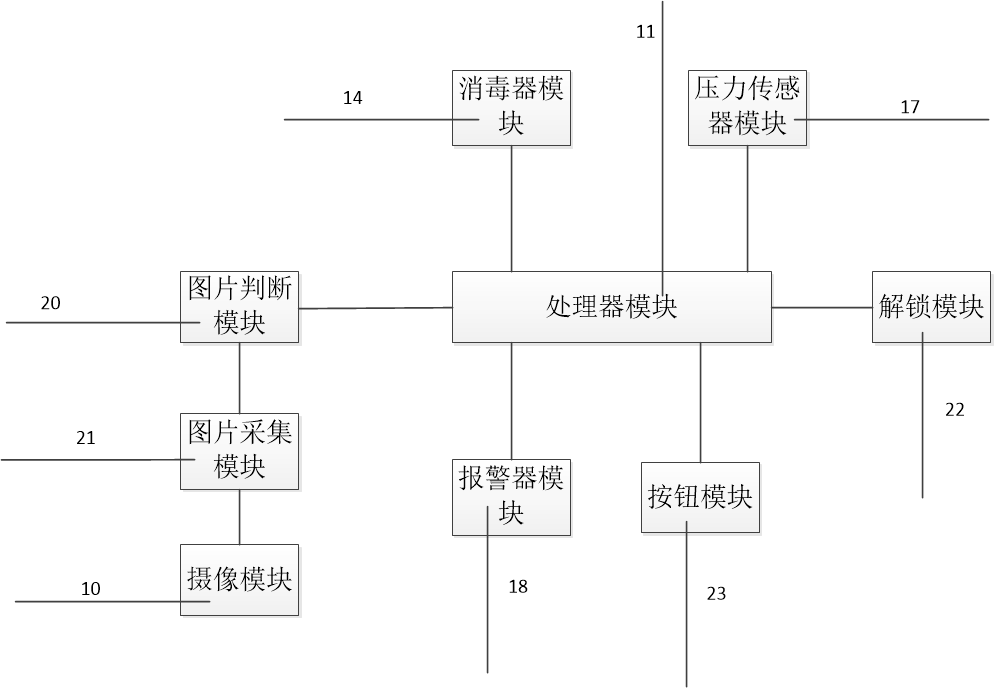 11
14
消毒器模
块
压力传感
器模块
17
20
图片判断
模块
处理器模块
解锁模块
21
图片采集
模块
22
报警器模
块
按钮模块
10
摄像模块
18
23